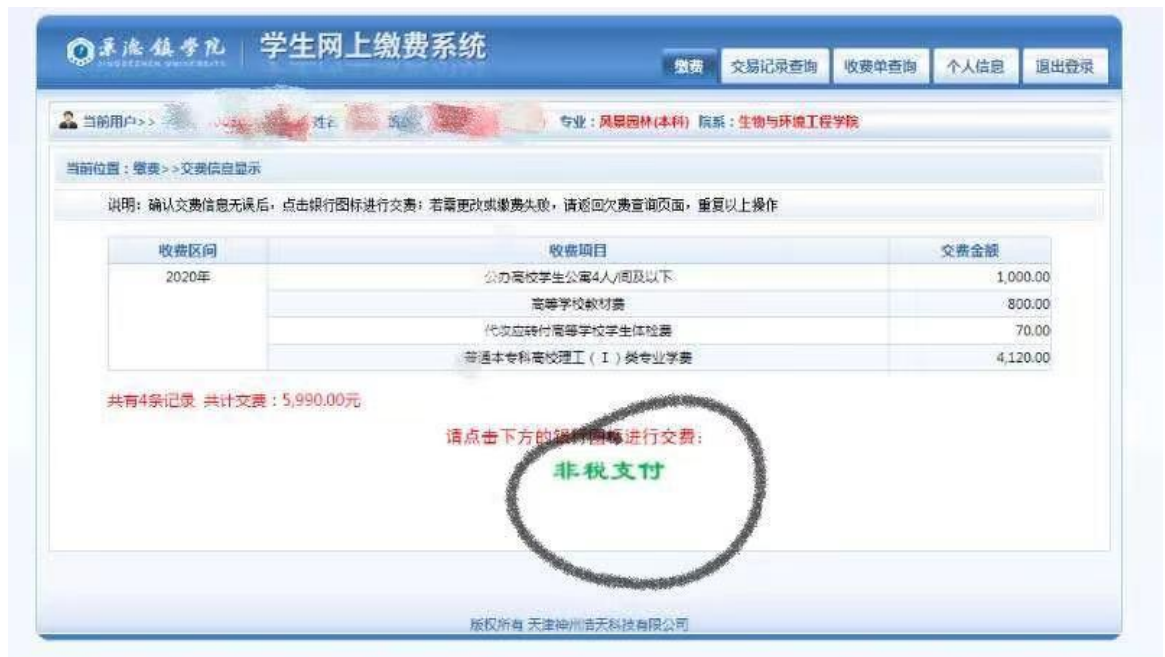 景德镇学院 学生网上缴费系统
缴费 交易记录查询 收费单查询 个人信息 退出登录
当前用户>> 姓名 专业：风景园林(本科) 院系：生物与环境工程学院
当前位置：缴费>>交费信息显示
说明：确认交费信息无误后，点击银行图标进行交费；若需更改或缴费失败，请返回欠费查询页面，重复以上操作
收费区间 收费项目 交费金额
2020年 公办高校学生公寓4人/间及以下 1,000.00
高等学校教材费 800.00
代收应转付高等学校学生体检费 70.00
普通本专科高校理工（I）类专业学费 4,120.00
共有4条记录 共计交费：5,990.00元
请点击下方的银行图标进行交费：
非税支付
版权所有 天津神州浩天科技有限公司